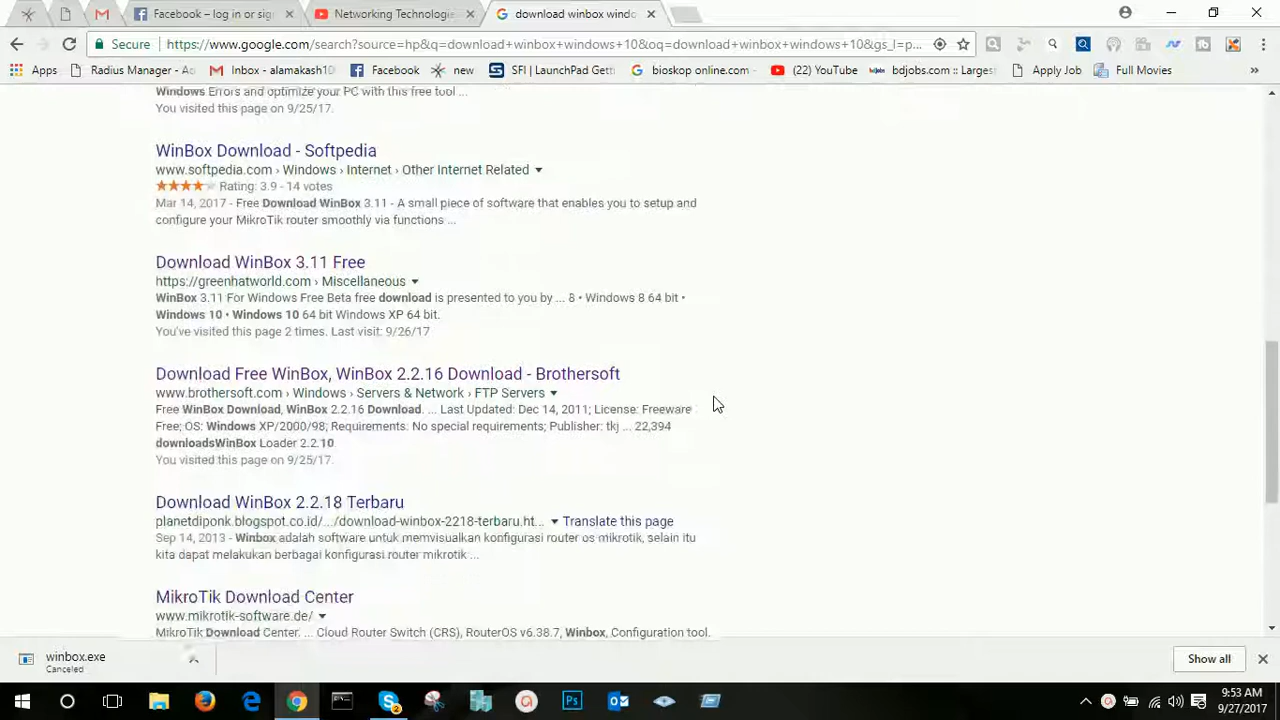 Facebook – log in or sig
Networking Technologie
download winbox windo
Secure
https://www.google.com/search?source=hp&q=download+winbox+windows+10&oq=download+winbox+windows+10&gs_l=p...
Apps
Radius Manager - Ad
Inbox - alamakash10
Facebook
new
SFI | LaunchPad Gett
bioskop online.com -
(22) YouTube
bdjobs.com :: Larges
Apply Job
Full Movies
»
Windows Errors and optimize your PC with this free tool ...
You visited this page on 9/25/17.
WinBox Download - Softpedia
www.softpedia.com › Windows › Internet › Other Internet Related
Rating: 3.9 - 14 votes
Mar 14, 2017 - Free Download WinBox 3.11 - A small piece of software that enables you to setup and
configure your MikroTik router smoothly via functions ...
Download WinBox 3.11 Free
https://greenhatworld.com › Miscellaneous
WinBox 3.11 For Windows Free Beta free download is presented to you by ... 8 • Windows 8 64 bit •
Windows 10 • Windows 10 64 bit Windows XP 64 bit.
You've visited this page 2 times. Last visit: 9/26/17
Download Free WinBox, WinBox 2.2.16 Download - Brothersoft
www.brothersoft.com › Windows › Servers & Network › FTP Servers
Free WinBox Download, WinBox 2.2.16 Download. ... Last Updated: Dec 14, 2011; License: Freeware
Free; OS: Windows XP/2000/98; Requirements: No special requirements; Publisher: tkj ... 22,394
downloadsWinBox Loader 2.2.10
You visited this page on 9/25/17.
Download WinBox 2.2.18 Terbaru
planetdiponk.blogspot.co.id/.../download-winbox-2218-terbaru.ht... Translate this page
Sep 14, 2013 - Winbox adalah software untuk memvisualkan konfigurasi router os mikrotik, selain itu
kita dapat melakukan berbagai konfigurasi router mikrotik ...
MikroTik Download Center
www.mikrotik-software.de/
MikroTik Download Center. ... Cloud Router Switch (CRS), RouterOS v6.38.7, Winbox, Configuration tool.
winbox.exe
Canceled
Show all
9:53 AM
9/27/2017